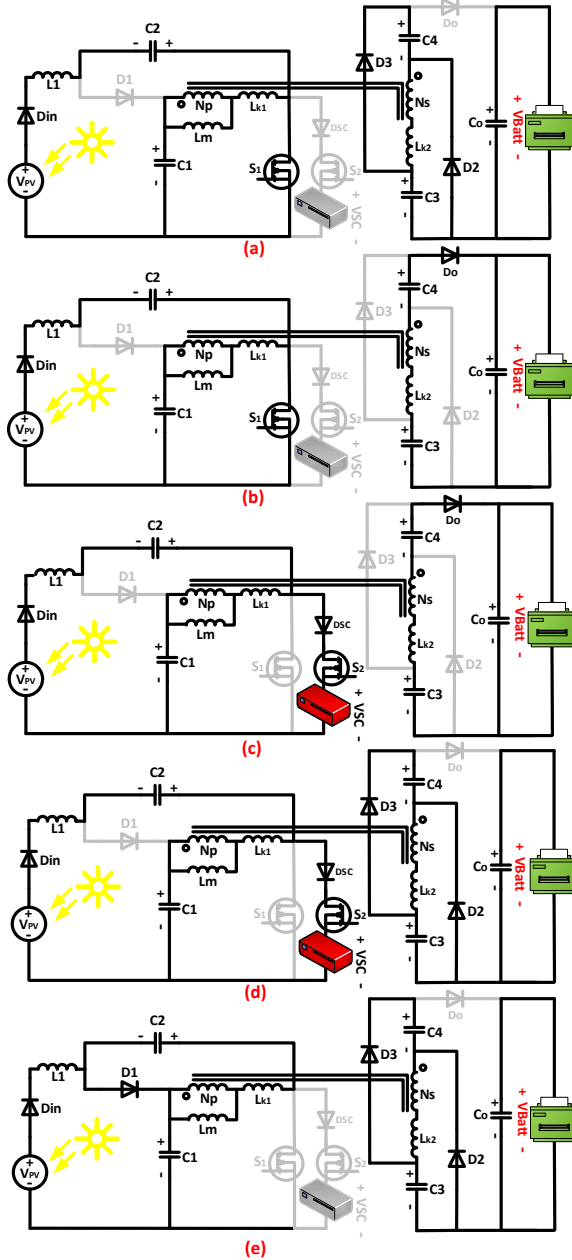 - C2 +
L1
D1
Din
Np
Lk1
Lm
+
C1
-
+
VPV
-
S1
DSC
S2
+ VSC -
D3
+
C4
-
Do
Ns
Lk2
D2
+
C3
-
+
Co
-
+ VBatt -
(a)
- C2 +
L1
D1
Din
Np
Lk1
Lm
+
C1
-
+
VPV
-
S1
DSC
S2
+ VSC -
D3
+
C4
-
Do
Ns
Lk2
D2
+
C3
-
+
Co
-
+ VBatt -
(b)
- C2 +
L1
D1
Din
Np
Lk1
Lm
+
C1
-
+
VPV
-
S1
DSC
S2
+ VSC -
D3
+
C4
-
Do
Ns
Lk2
D2
+
C3
-
+
Co
-
+ VBatt -
(c)
- C2 +
L1
D1
Din
Np
Lk1
Lm
+
C1
-
+
VPV
-
S1
DSC
S2
+ VSC -
D3
+
C4
-
Do
Ns
Lk2
D2
+
C3
-
+
Co
-
+ VBatt -
(d)
- C2 +
L1
D1
Din
Np
Lk1
Lm
+
C1
-
+
VPV
-
S1
DSC
S2
+ VSC -
D3
+
C4
-
Do
Ns
Lk2
D2
+
C3
-
+
Co
-
+ VBatt -
(e)